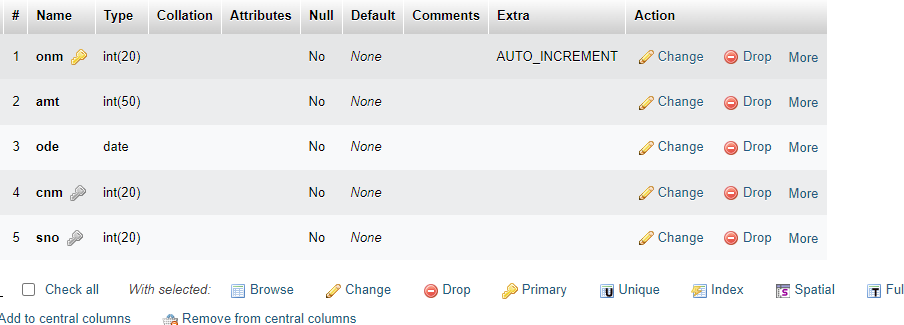 # Name Type Collation Attributes Null Default Comments Extra Action
1 onm int(20) No None AUTO_INCREMENT Change Drop More
2 amt int(50) No None Change Drop More
3 ode date No None Change Drop More
4 cnm int(20) No None Change Drop More
5 sno int(20) No None Change Drop More
Check all With selected: Browse Change Drop Primary Unique Index Spatial Ful
Add to central columns Remove from central columns